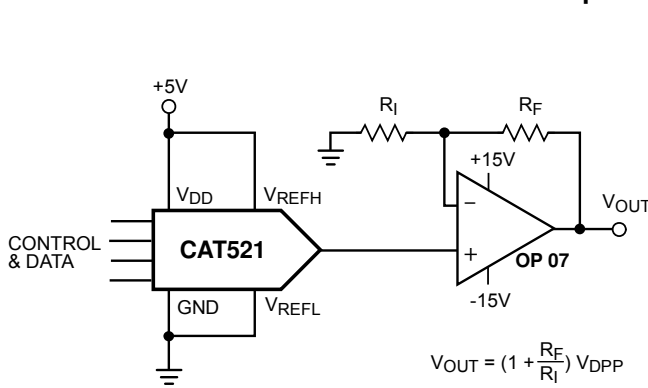 +5V
RI
RF
+15V
VDD
VREFH
VOUT
−
CONTROL
& DATA
CAT521
+
OP 07
GND
VREFL
-15V
VOUT = (1 + RF/RI) VDPP